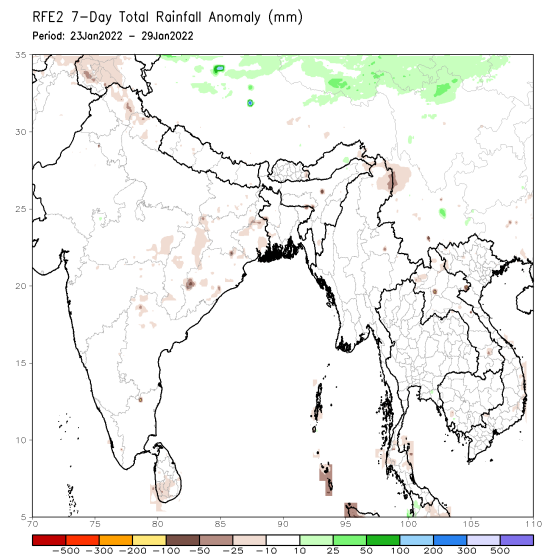 RFE2 7-Day Total Rainfall Anomaly (mm)
Period: 23Jan2022 - 29Jan2022
35
30
25
20
15
10
5
70 75 80 85 90 95 100 105 110
-500 -300 -200 -100 -50 -25 -10 10 25 50 100 200 300 500